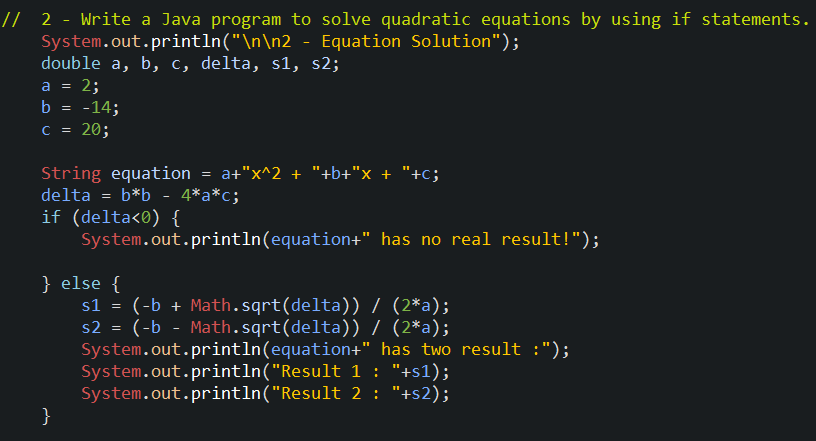 //  2 - Write a Java program to solve quadratic equations by using if statements.
    System.out.println("\n\n2 - Equation Solution");
    double a, b, c, delta, s1, s2;
    a = 2;
    b = -14;
    c = 20;

    String equation = a+"x^2 + "+b+"x + "+c;
    delta = b*b - 4*a*c;
    if (delta<0) {
        System.out.println(equation+" has no real result!");

    } else {
        s1 = (-b + Math.sqrt(delta)) / (2*a);
        s2 = (-b - Math.sqrt(delta)) / (2*a);
        System.out.println(equation+" has two result :");
        System.out.println("Result 1 : "+s1);
        System.out.println("Result 2 : "+s2);
    }